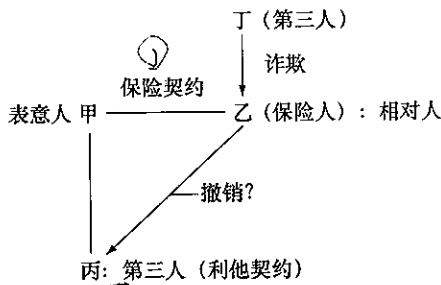 丁（第三人）
诈欺
保险契约
表意人 甲
乙（保险人）：相对人
撤销？
丙：第三人（利他契约）